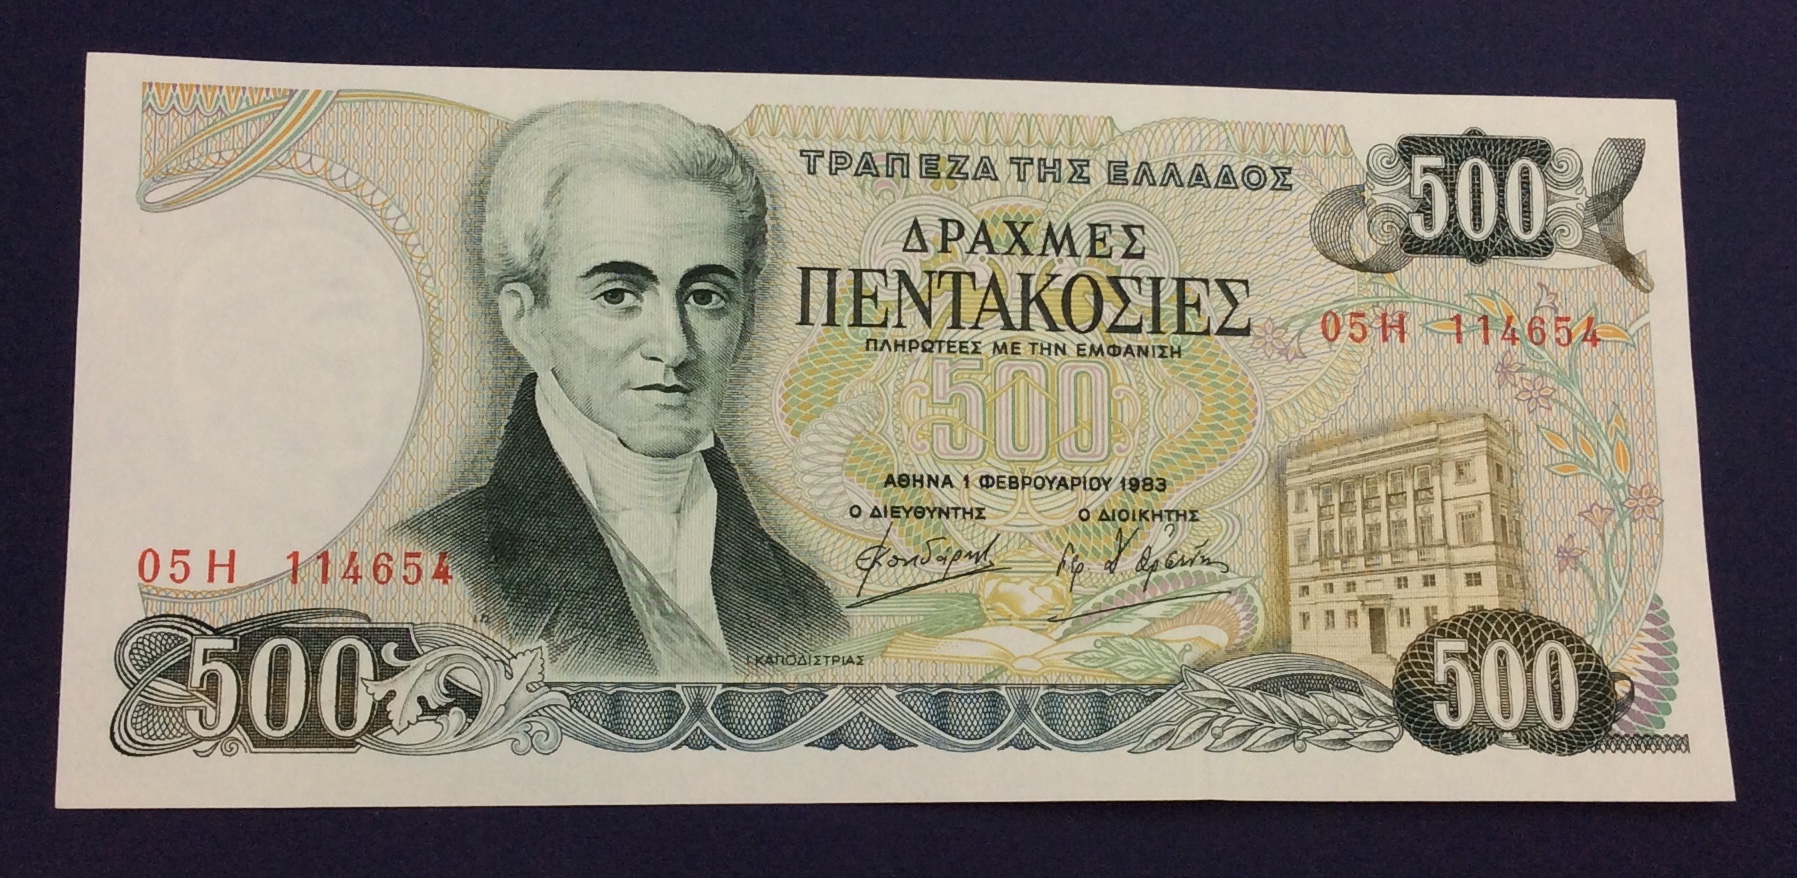 ΤΡΑΠΕΖΑ ΤΗΣ ΕΛΛΑΔΟΣ
500
ΔΡΑΧΜΕΣ
ΠΕΝΤΑΚΟΣΙΕΣ
05Η 114654
ΠΛΗΡΩΤΕΕΣ ΜΕ ΤΗΝ ΕΜΦΑΝΙΣΗ
500
ΑΘΗΝΑ 1 ΦΕΒΡΟΥΑΡΙΟΥ 1983
Ο ΔΙΕΥΘΥΝΤΗΣ Ο ΔΙΟΙΚΗΤΗΣ
05Η 114654
Ι ΚΑΠΟΔΙΣΤΡΙΑΣ
500
500